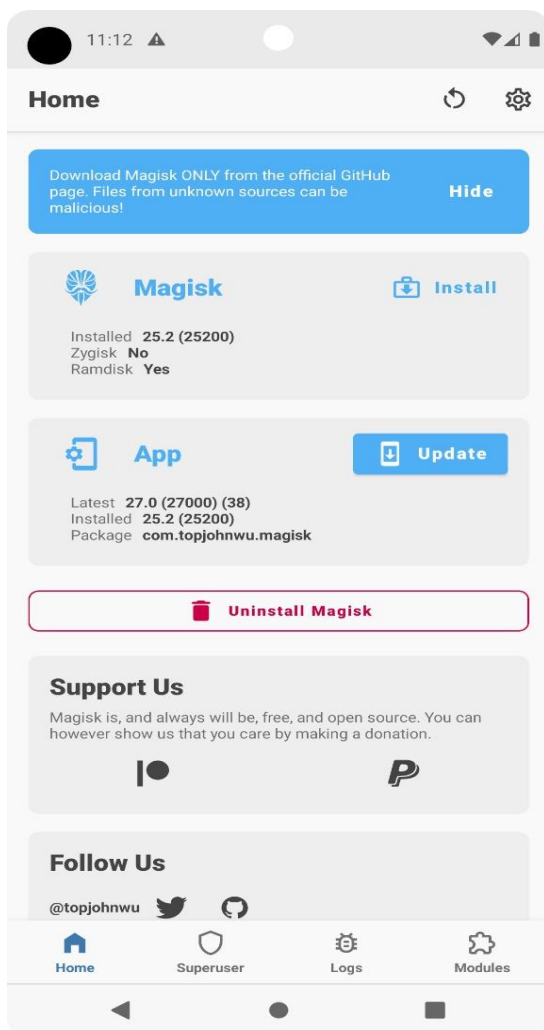 11:12
Home
Download Magisk ONLY from the official GitHub
page. Files from unknown sources can be
malicious!
Hide
Magisk
Install
Installed 25.2 (25200)
Zygisk No
Ramdisk Yes
App
Update
Latest 27.0 (27000) (38)
Installed 25.2 (25200)
Package com.topjohnwu.magisk
Uninstall Magisk
Support Us
Magisk is, and always will be, free, and open source. You can
however show us that you care by making a donation.
Follow Us
@topjohnwu
Home Superuser Logs Modules